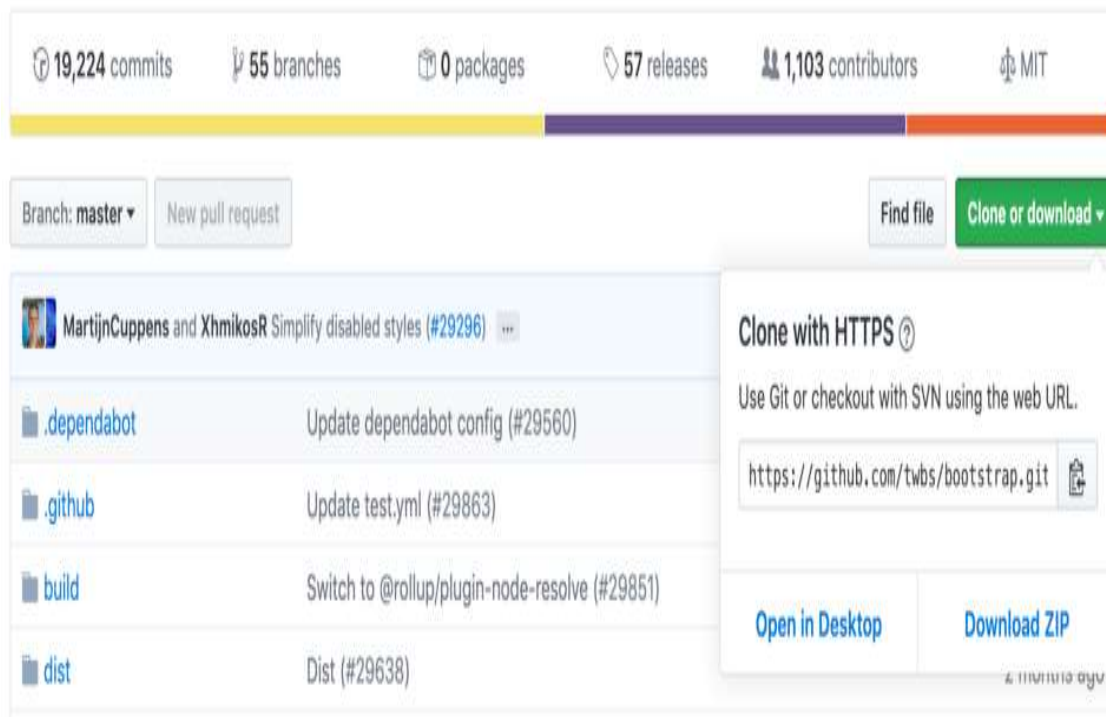 19,224 commits 55 branches 0 packages 57 releases 1,103 contributors MIT
Branch: master New pull request Find file Clone or download
MartijnCuppens and XhmikosR Simplify disabled styles (#29296) ...
Clone with HTTPS
Use Git or checkout with SVN using the web URL.
https://github.com/twbs/bootstrap.git
Open in Desktop Download ZIP
.dependabot Update dependabot config (#29560)
.github Update test.yml (#29863)
build Switch to @rollup/plugin-node-resolve (#29851)
dist Dist (#29638) 2 months ago